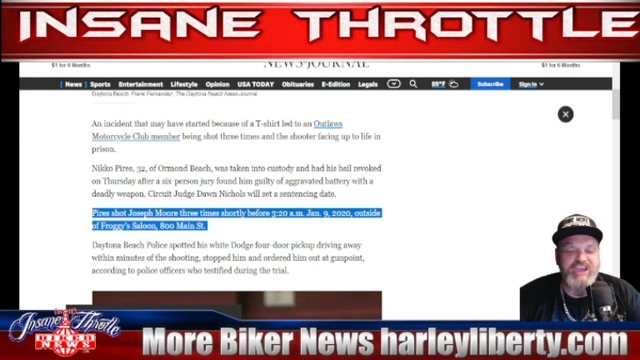 INSANE THROTTLE
NEWS-JOURNAL
$1 for 6 Months
$1 for 6 Months
News Sports Entertainment Lifestyle Opinion USA TODAY Obituaries E-Edition Legals 85°F Subscribe Sign In
Daytona Beach. Frank Fernandez, The Daytona Beach News-Journal
An incident that may have started because of a T-shirt led to an Outlaws
Motorcycle Club member being shot three times and the shooter facing up to life in
prison.
Nikko Pires, 32, of Ormond Beach, was taken into custody and had his bail revoked
on Thursday after a six person jury found him guilty of aggravated battery with a
deadly weapon. Circuit Judge Dawn Nichols will set a sentencing date.
Pires shot Joseph Moore three times shortly before 3:20 a.m. Jan. 9, 2020, outside
of Froggy's Saloon, 800 Main St.
Daytona Beach Police spotted his white Dodge four-door pickup driving away
within minutes of the shooting, stopped him and ordered him out at gunpoint,
according to police officers who testified during the trial.
Insane Throttle
BIKER
NEWS
More Biker News harleyliberty.com